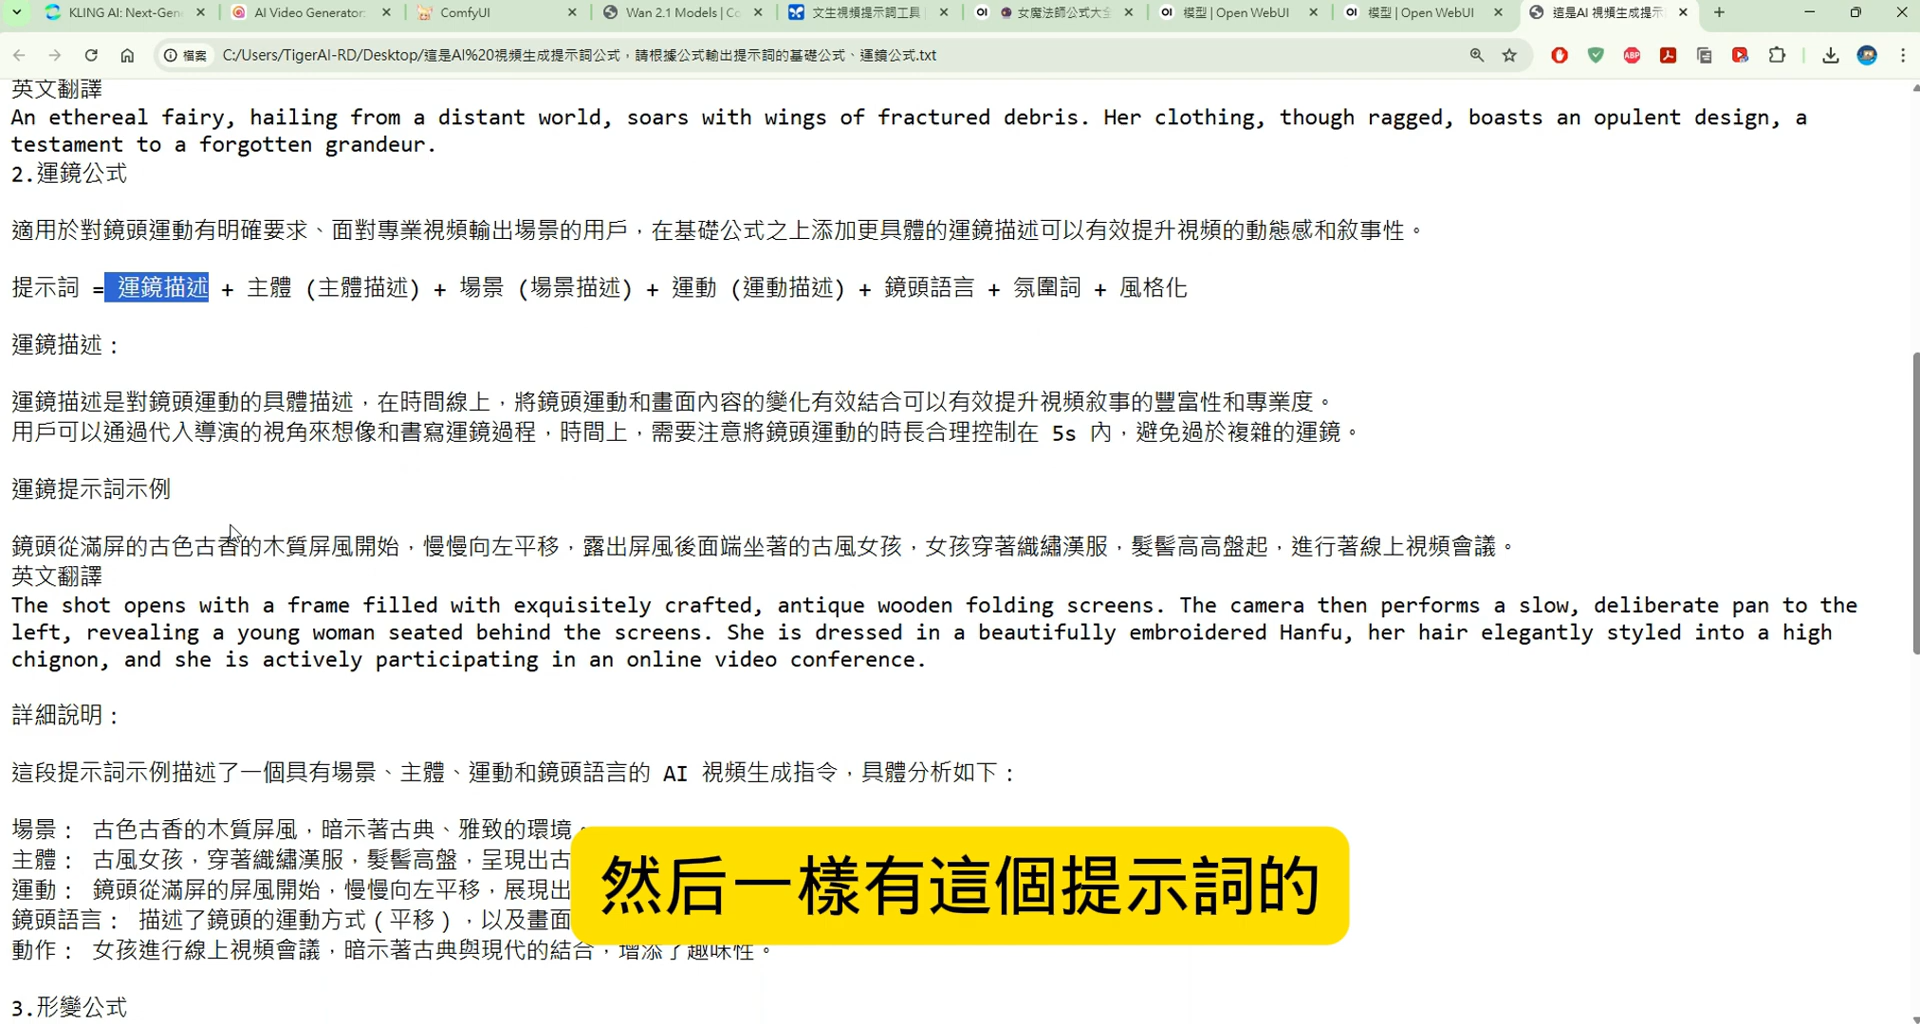 KLING AI: Next-Gen
AI Video Generator:
ComfyUI
Wan 2.1 Models | Co
文生視頻提示詞工具
女魔法師公式大全
模型 | Open WebUI
模型 | Open WebUI
這是AI 視頻生成提示
檔案
C:/Users/TigerAI-RD/Desktop/這是AI%20視頻生成提示詞公式，請根據公式輸出提示詞的基礎公式、運鏡公式.txt
英文翻譯
An ethereal fairy, hailing from a distant world, soars with wings of fractured debris. Her clothing, though ragged, boasts an opulent design, a
testament to a forgotten grandeur.
2.運鏡公式
適用於對鏡頭運動有明確要求、面對專業視頻輸出場景的用戶，在基礎公式之上添加更具體的運鏡描述可以有效提升視頻的動態感和敘事性。
提示詞 = 運鏡描述 + 主體 (主體描述) + 場景 (場景描述) + 運動 (運動描述) + 鏡頭語言 + 氛圍詞 + 風格化
運鏡描述：
運鏡描述是對鏡頭運動的具體描述，在時間線上，將鏡頭運動和畫面內容的變化有效結合可以有效提升視頻敘事的豐富性和專業度。
用戶可以通過代入導演的視角來想像和書寫運鏡過程，時間上，需要注意將鏡頭運動的時長合理控制在 5s 內，避免過於複雜的運鏡。
運鏡提示詞示例
鏡頭從滿屏的古色古香的木質屏風開始，慢慢向左平移，露出屏風後面端坐著的古風女孩，女孩穿著織繡漢服，髮髻高高盤起，進行著線上視頻會議。
英文翻譯
The shot opens with a frame filled with exquisitely crafted, antique wooden folding screens. The camera then performs a slow, deliberate pan to the
left, revealing a young woman seated behind the screens. She is dressed in a beautifully embroidered Hanfu, her hair elegantly styled into a high
chignon, and she is actively participating in an online video conference.
詳細說明：
這段提示詞示例描述了一個具有場景、主體、運動和鏡頭語言的 AI 視頻生成指令，具體分析如下：
場景： 古色古香的木質屏風，暗示著古典、雅致的環境。
主體： 古風女孩，穿著織繡漢服，髮髻高盤，呈現出古
運動： 鏡頭從滿屏的屏風開始，慢慢向左平移，展現出
鏡頭語言： 描述了鏡頭的運動方式（平移），以及畫面
動作： 女孩進行線上視頻會議，暗示著古典與現代的結合，增添了趣味性。
3.形變公式
然后一樣有這個提示詞的